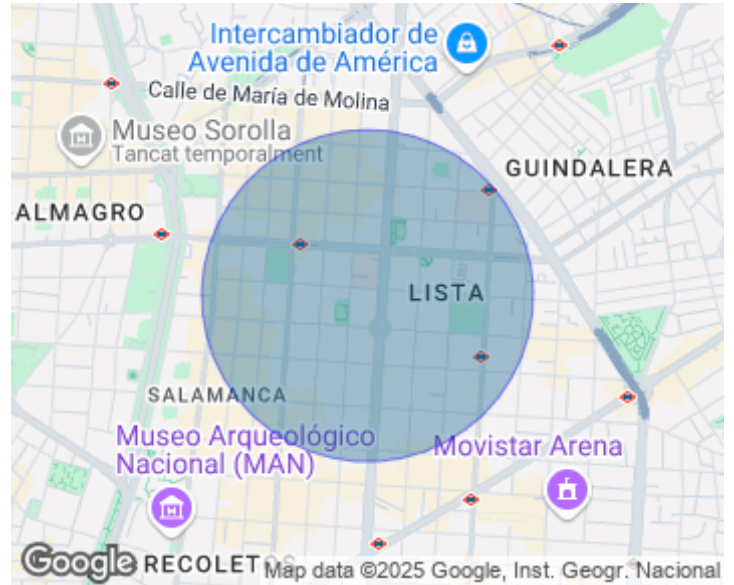 Intercambiador de
Avenida de América
Calle de María de Molina
Museo Sorolla
Tancat temporalment
GUINDALERA
ALMAGRO
LISTA
SALAMANCA
Museo Arqueológico
Nacional (MAN)
Movistar Arena
Google
RECOLETOS
Map data ©2025 Google, Inst. Geogr. Nacional